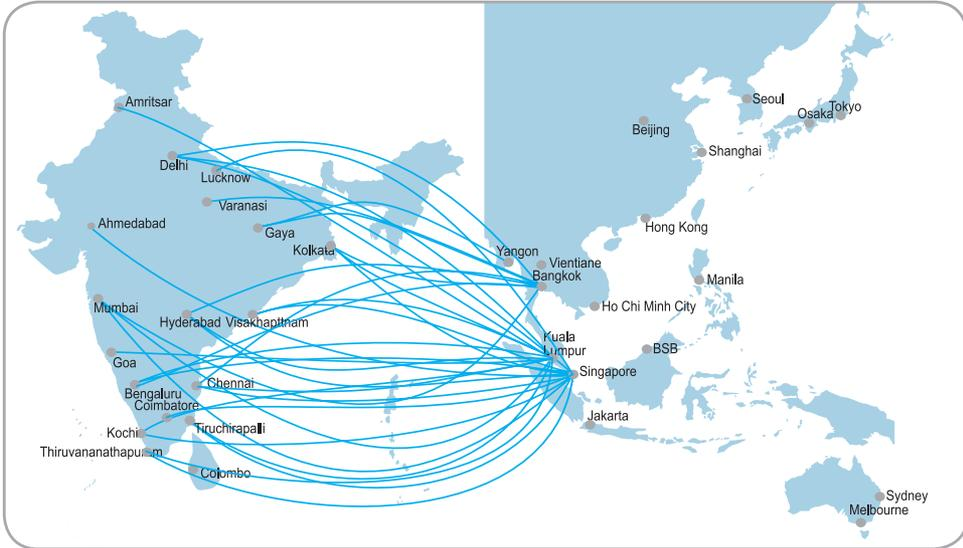 Amritsar
Seoul
Osaka
Tokyo
Beijing
Shanghai
Delhi
Lucknow
Varanasi
Ahmedabad
Gaya
Hong Kong
Kolkata
Yangon
Vientiane
Bangkok
Manila
Mumbai
Hyderabad
Visakhapttnam
Ho Chi Minh City
Kuala
Lumpur
BSB
Goa
Singapore
Chennai
Bengaluru
Coimbatore
Jakarta
Kochi
Tiruchirapalli
Thiruvananathapuram
Colombo
Sydney
Melbourne